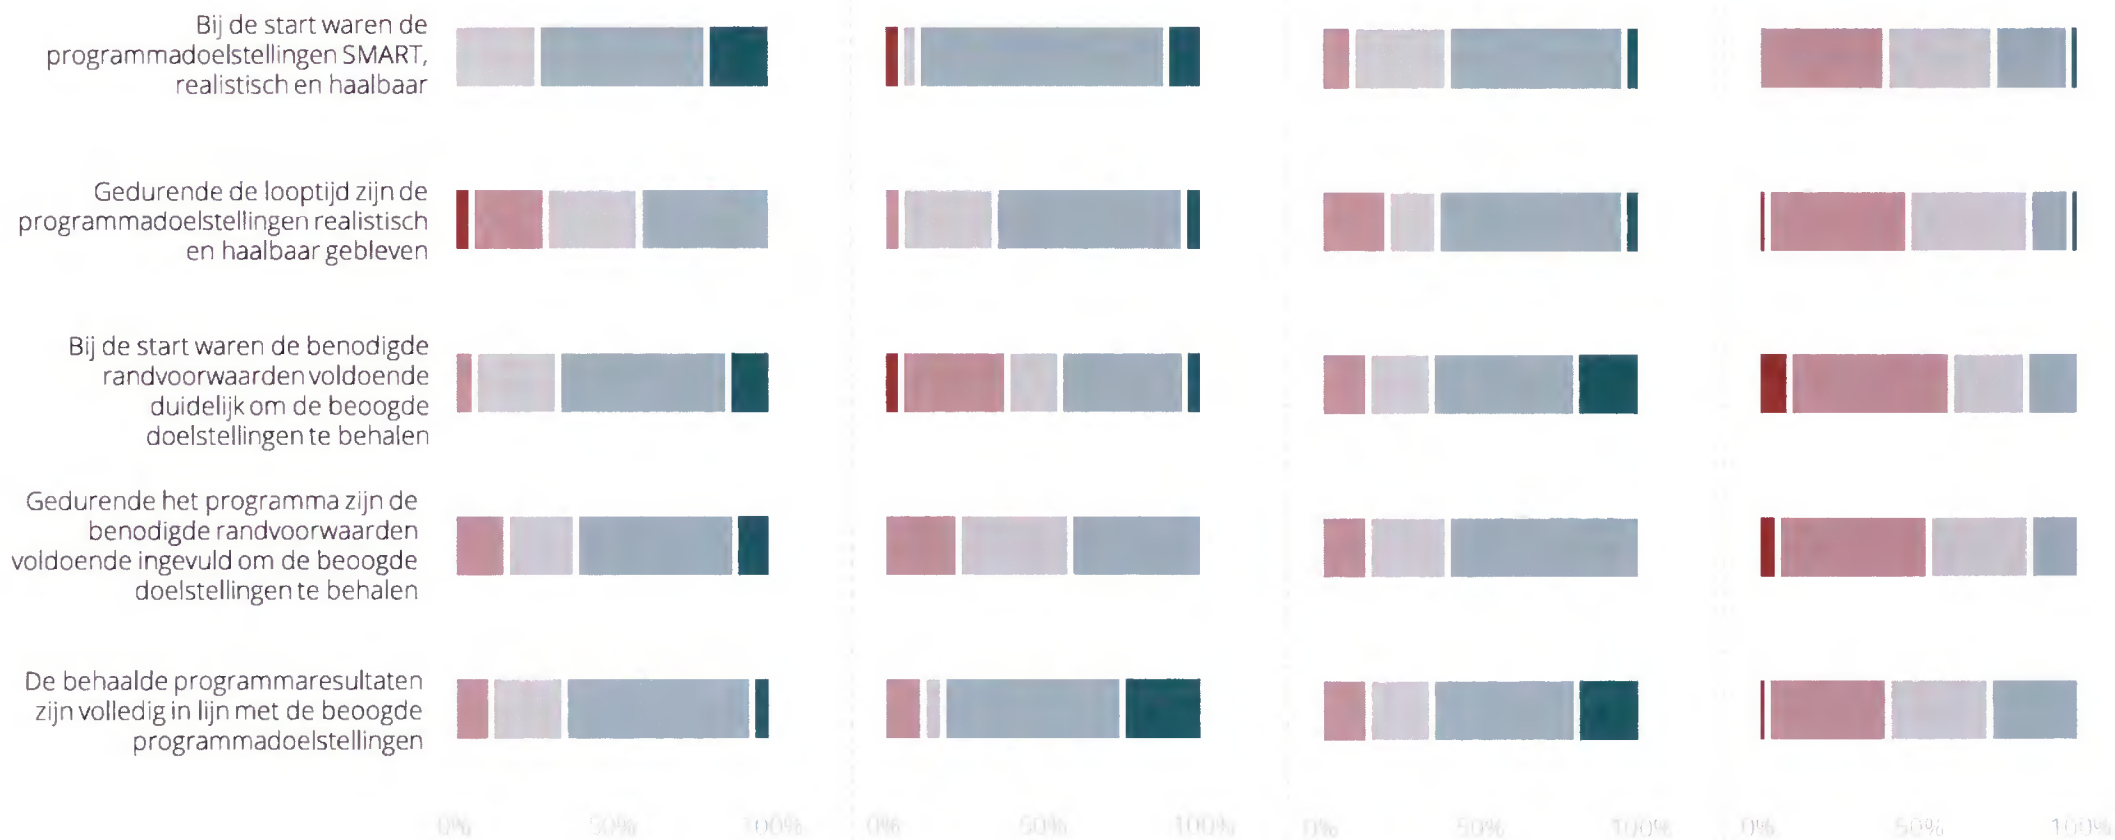 Bij de start waren de
programmadoelstellingen SMART,
realistisch en haalbaar
Gedurende de looptijd zijn de
programmadoelstellingen realistisch
en haalbaar gebleven
Bij de start waren de benodigde
randvoorwaarden voldoende
duidelijk om de beoogde
doelstellingen te behalen
Gedurende het programma zijn de
benodigde randvoorwaarden
voldoende ingevuld om de beoogde
doelstellingen te behalen
De behaalde programmaresultaten
zijn volledig in lijn met de beoogde
programmadoelstellingen
0% 50% 100% 0% 50% 100% 0% 50% 100% 0% 50% 100%